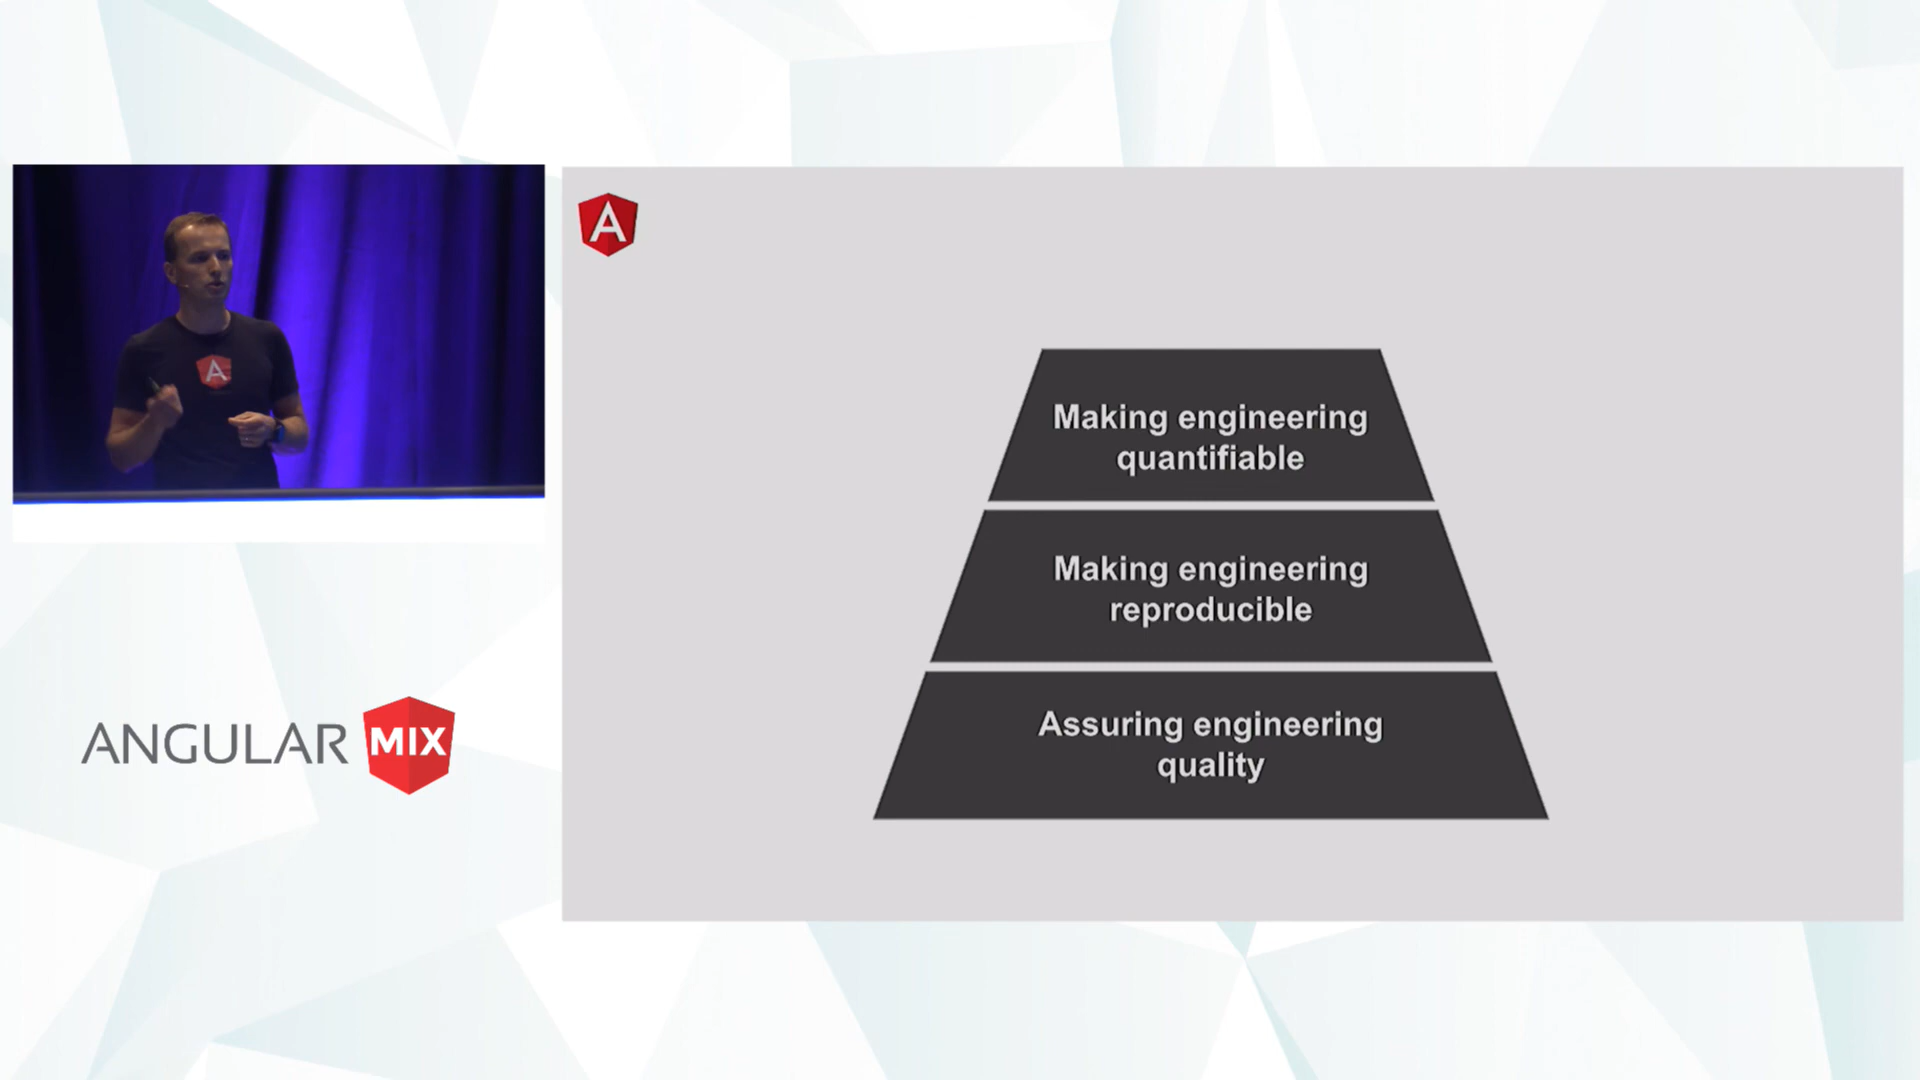 A
A
Making engineering
quantifiable
Making engineering
reproducible
Assuring engineering
quality
ANGULAR MIX